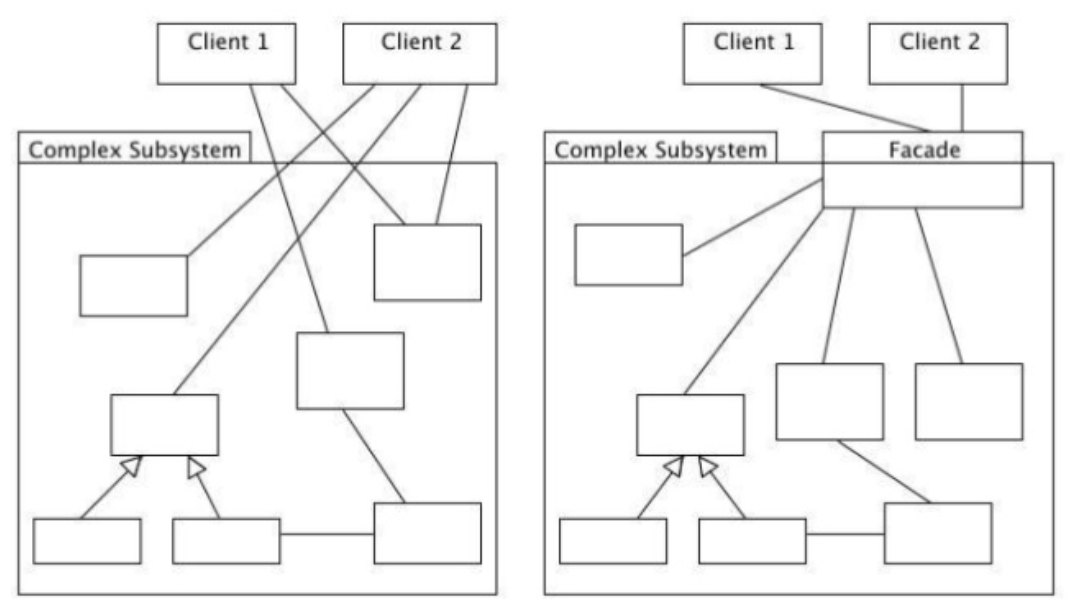 Client 1
Client 2
Complex Subsystem
Client 1
Client 2
Complex Subsystem
Facade